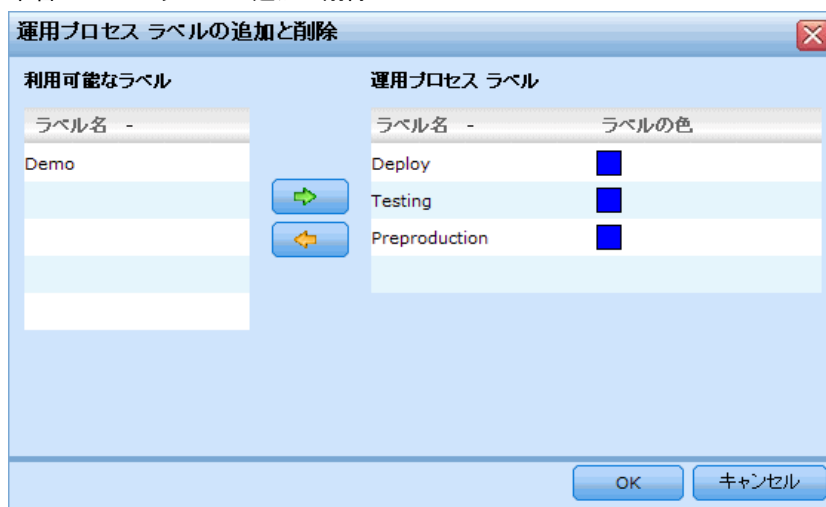 運用プロセス ラベルの追加と削除
利用可能なラベル
運用プロセス ラベル
ラベル名 -
ラベル名 - ラベルの色
Demo
Deploy
Testing
Preproduction
OK
キャンセル